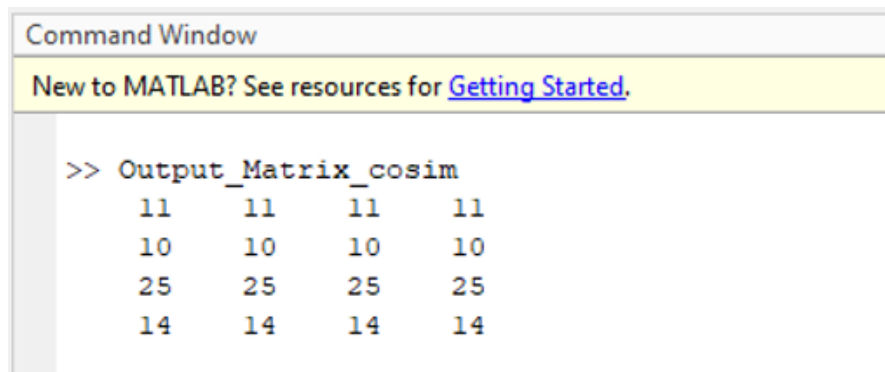 Command Window
New to MATLAB? See resources for Getting Started.
>> Output_Matrix_cosim
11 11 11 11
10 10 10 10
25 25 25 25
14 14 14 14